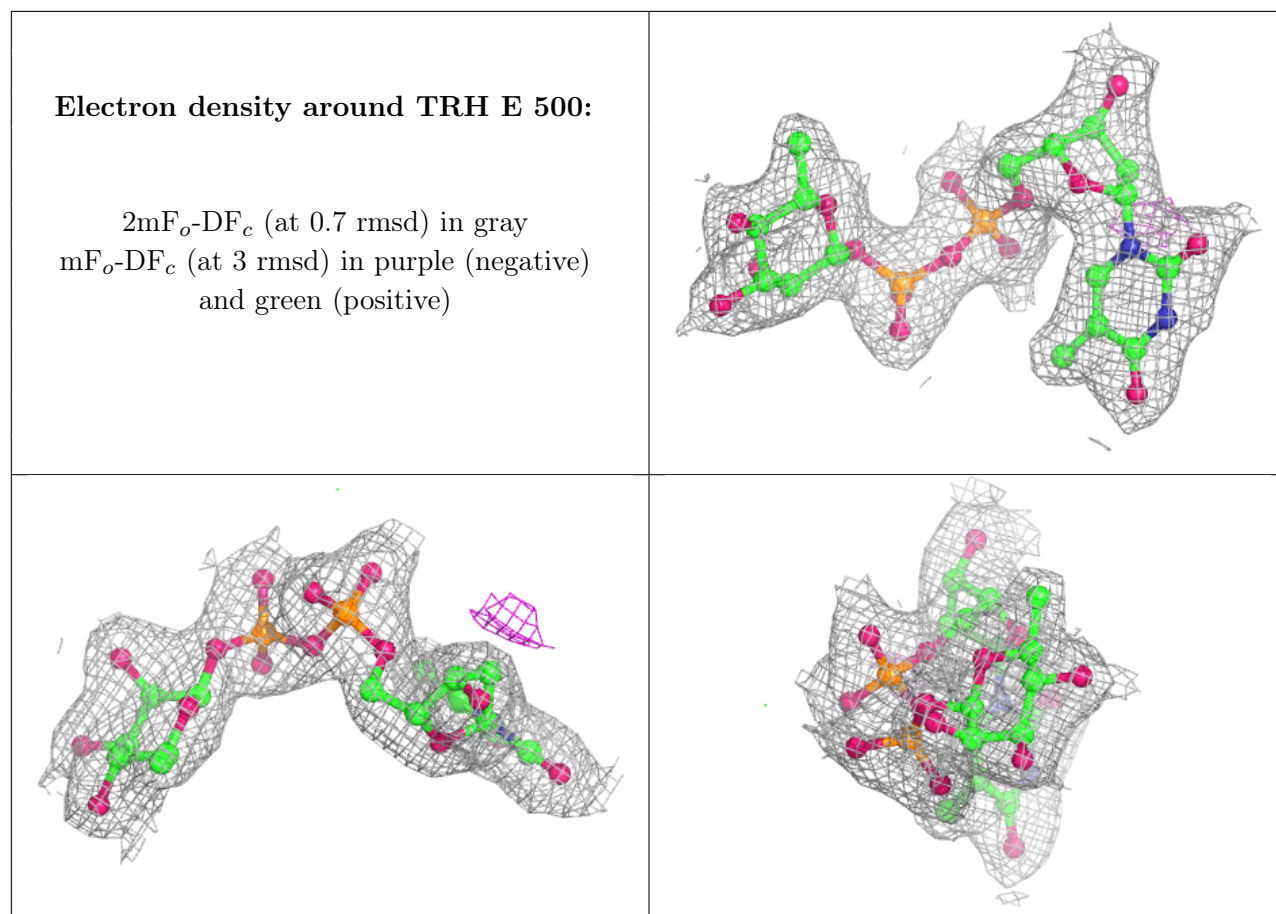 Electron density around TRH E 500:
2mFo-DFc (at 0.7 rmsd) in gray
mFo-DFc (at 3 rmsd) in purple (negative)
and green (positive)